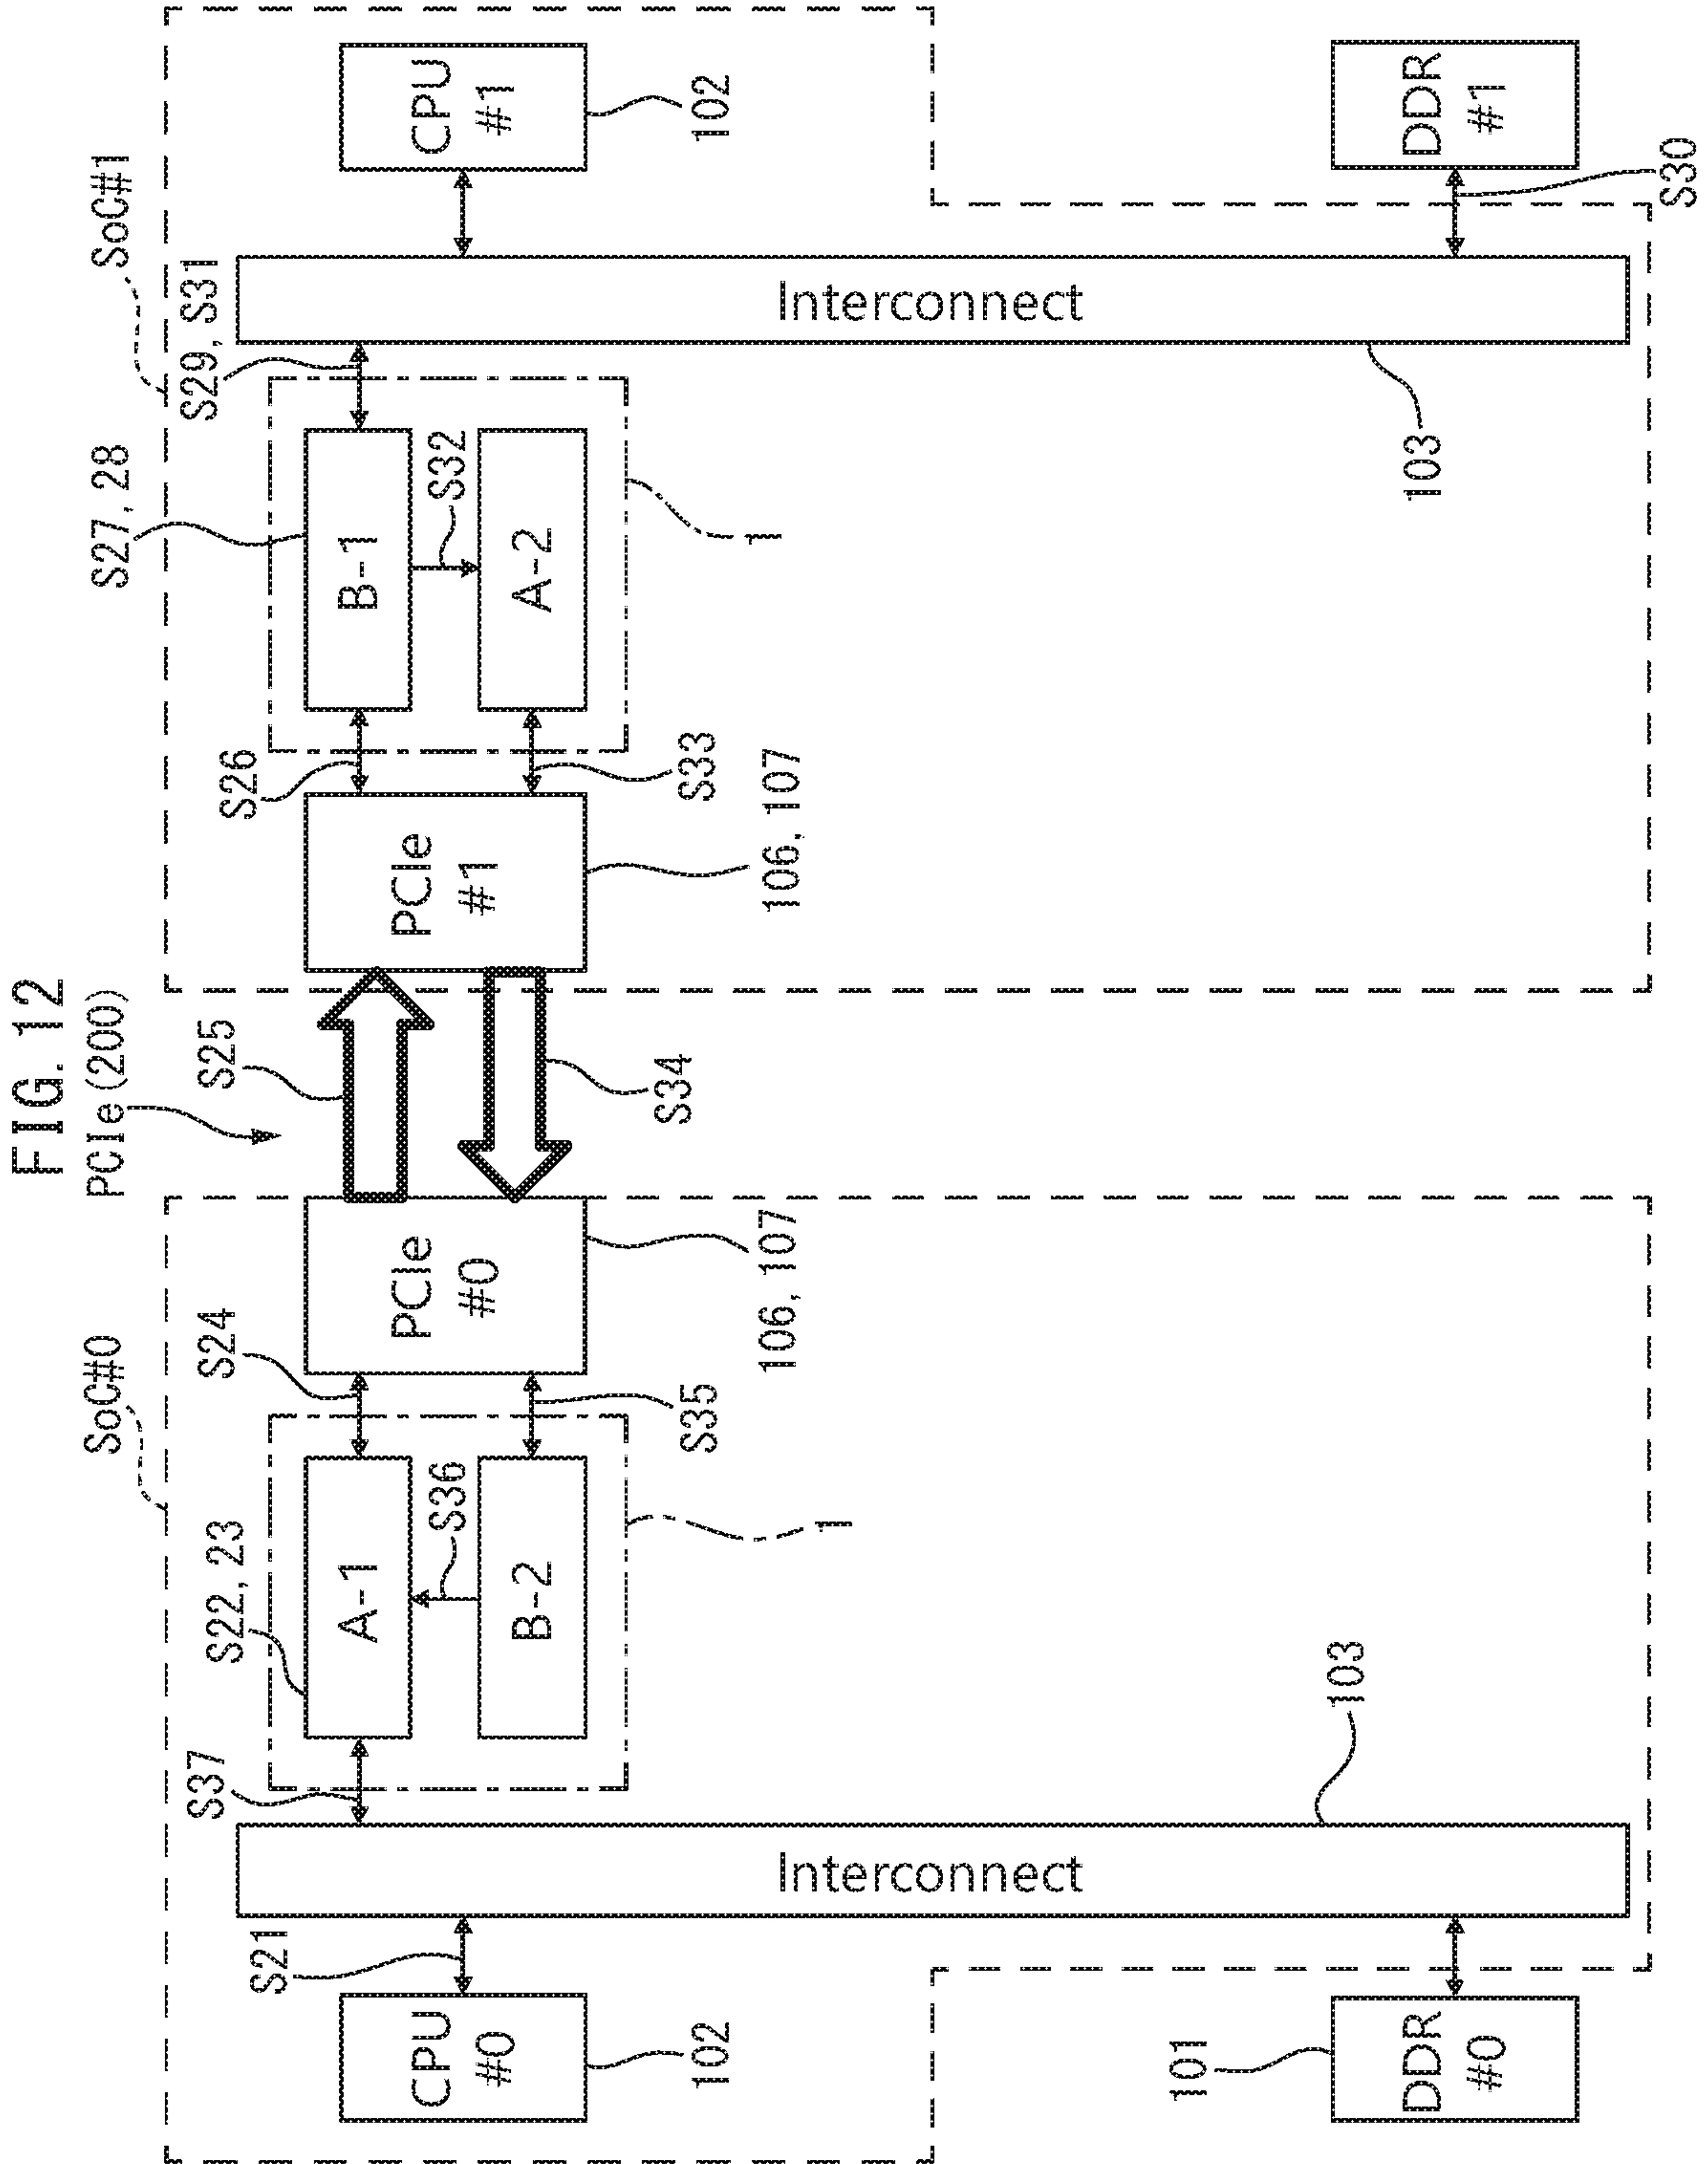 FIG. 12
PCIe(200)
SoC#0
SoC#1
S22, 23
S24
S25
S26
S27, 28
S29, S31
S37
S21
CPU
#0
102
A-1
S36
B-2
1
S35
PCIe
#0
106, 107
S34
PCIe
#1
106, 107
S33
B-1
S32
A-2
1
CPU
#1
102
Interconnect
103
Interconnect
103
101
DDR
#0
DDR
#1
S30